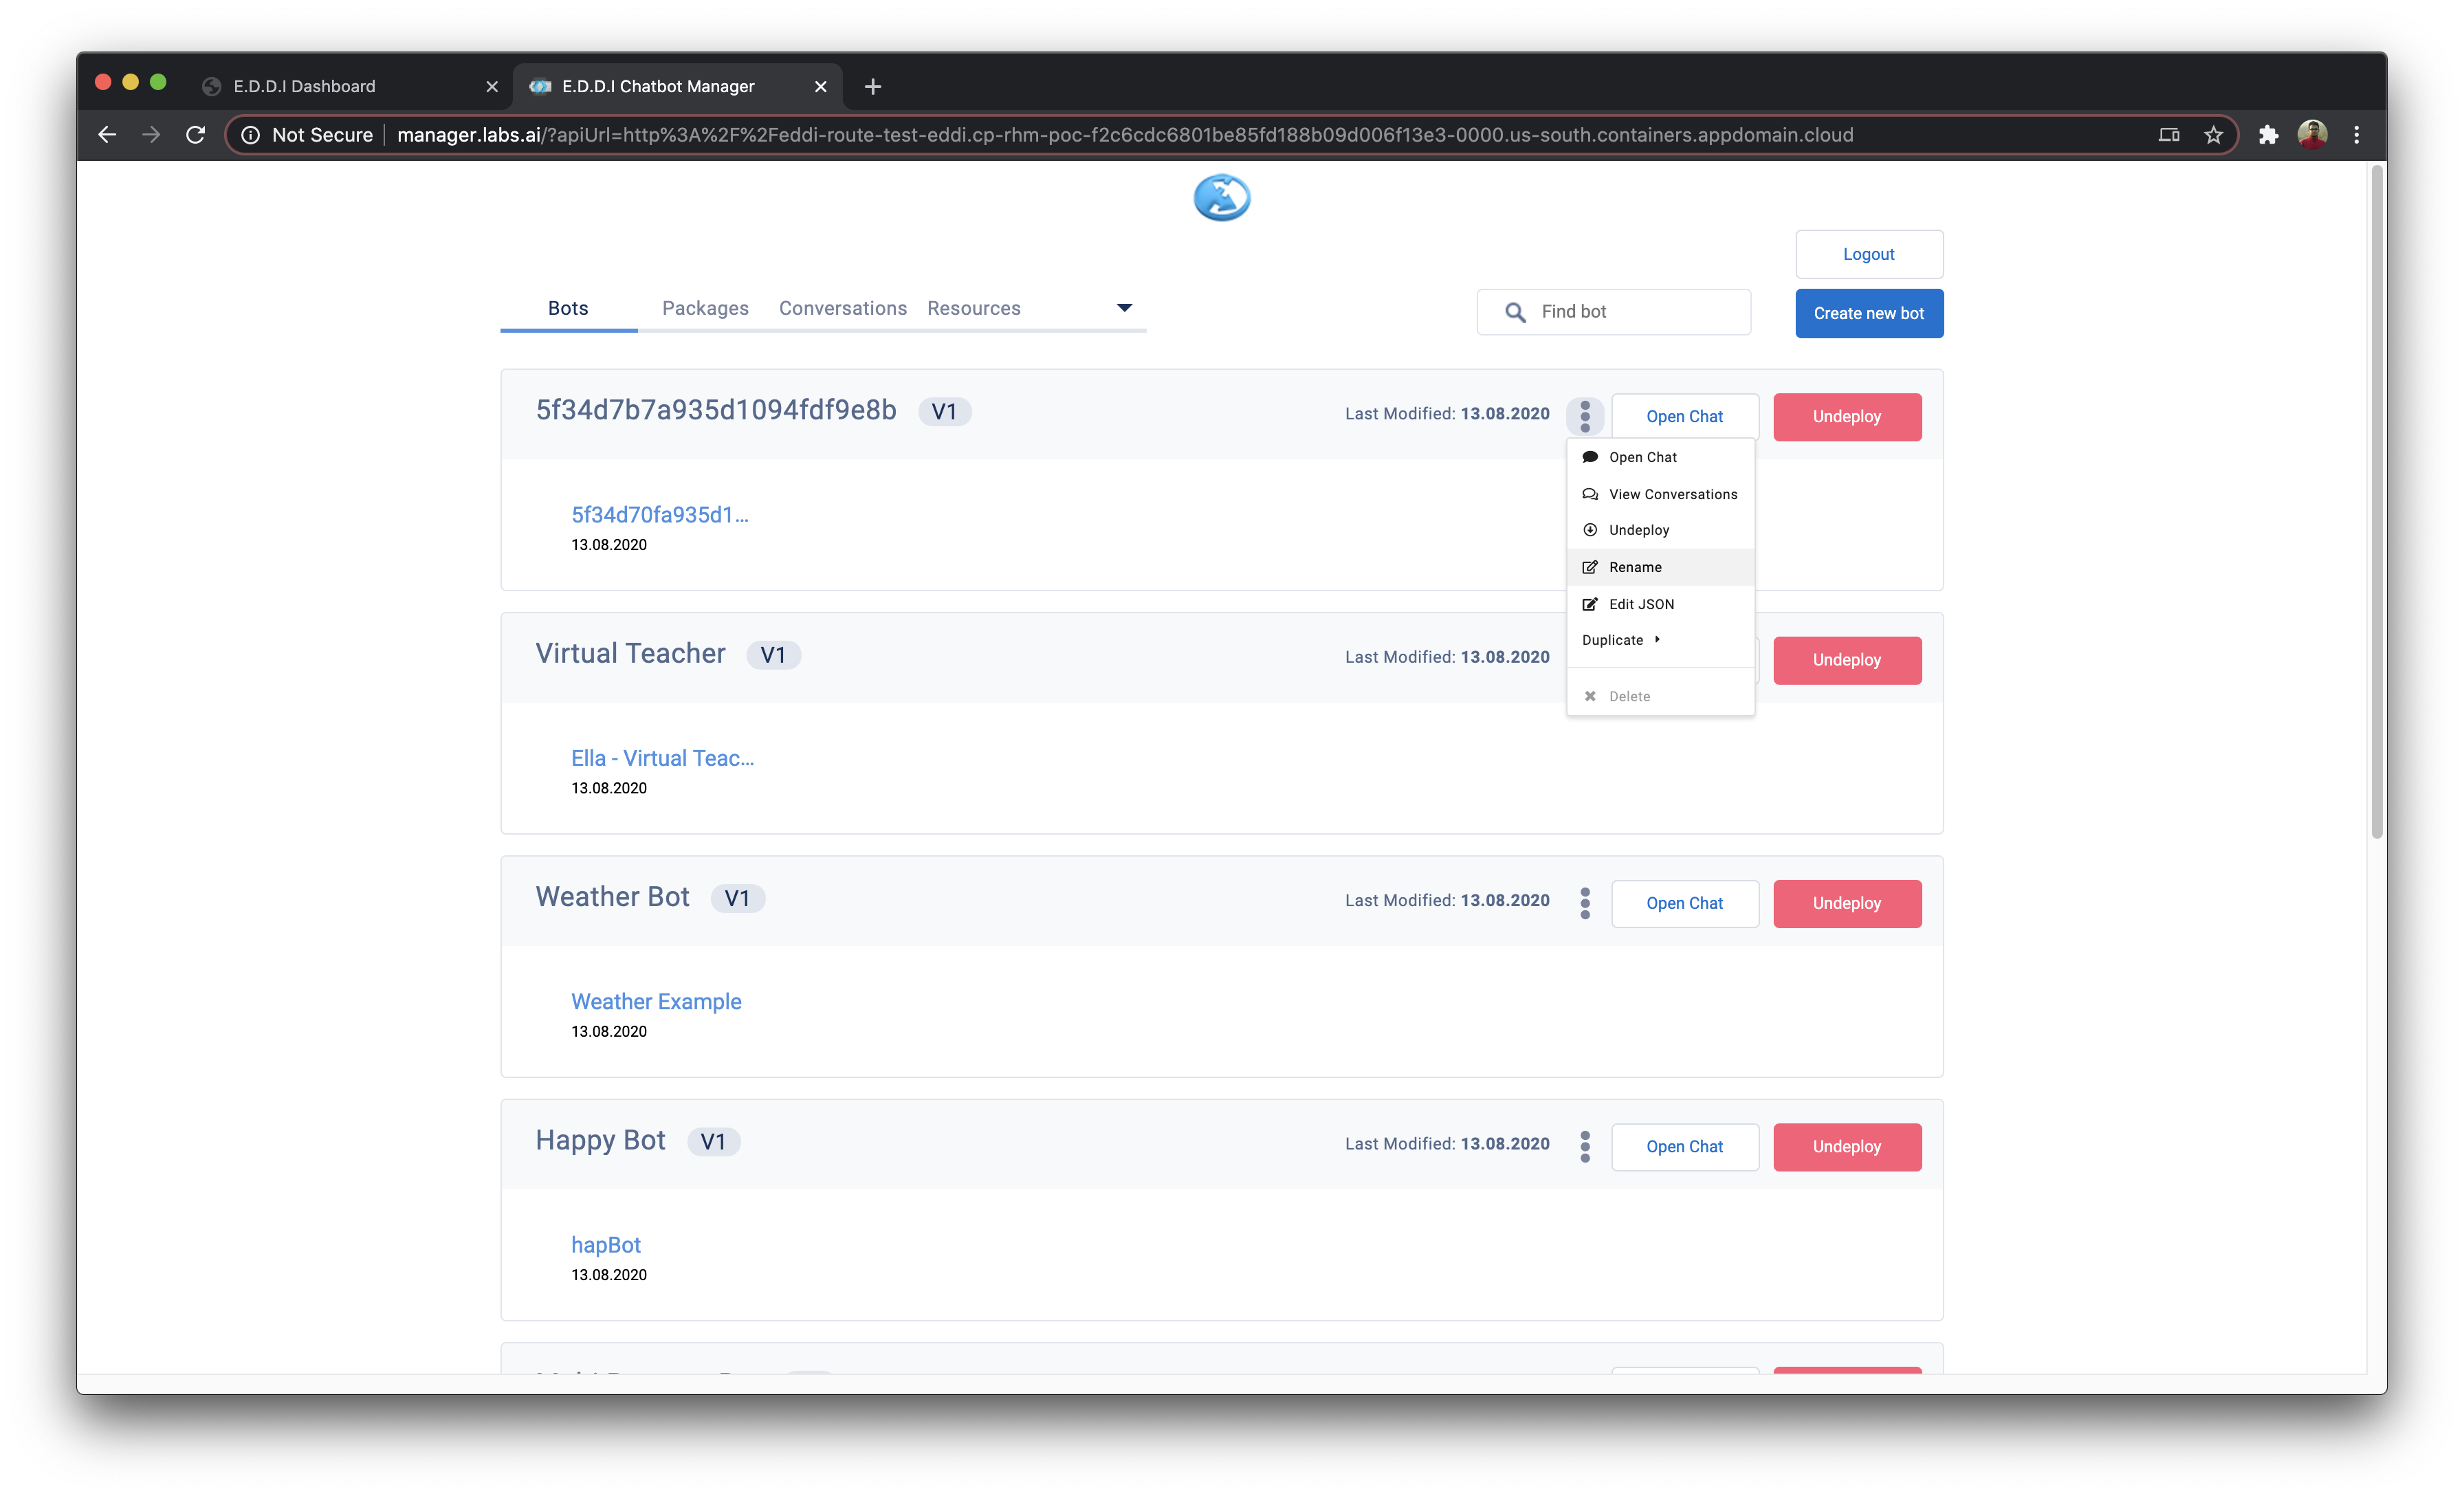 E.D.D.I Dashboard
E.D.D.I Chatbot Manager
Not Secure
manager.labs.ai/?apiUrl=http%3A%2F%2Feddi-route-test-eddi.cp-rhm-poc-f2c6cdc6801be85fd188b09d006f13e3-0000.us-south.containers.appdomain.cloud
Logout
Bots Packages Conversations Resources
Find bot
Create new bot
5f34d7b7a935d1094fdf9e8b V1
Last Modified: 13.08.2020
Open Chat
Undeploy
Open Chat
View Conversations
Undeploy
Rename
Edit JSON
Duplicate
Delete
5f34d70fa935d1...
13.08.2020
Virtual Teacher V1
Last Modified: 13.08.2020
Undeploy
Ella - Virtual Teac...
13.08.2020
Weather Bot V1
Last Modified: 13.08.2020
Open Chat
Undeploy
Weather Example
13.08.2020
Happy Bot V1
Last Modified: 13.08.2020
Open Chat
Undeploy
hapBot
13.08.2020